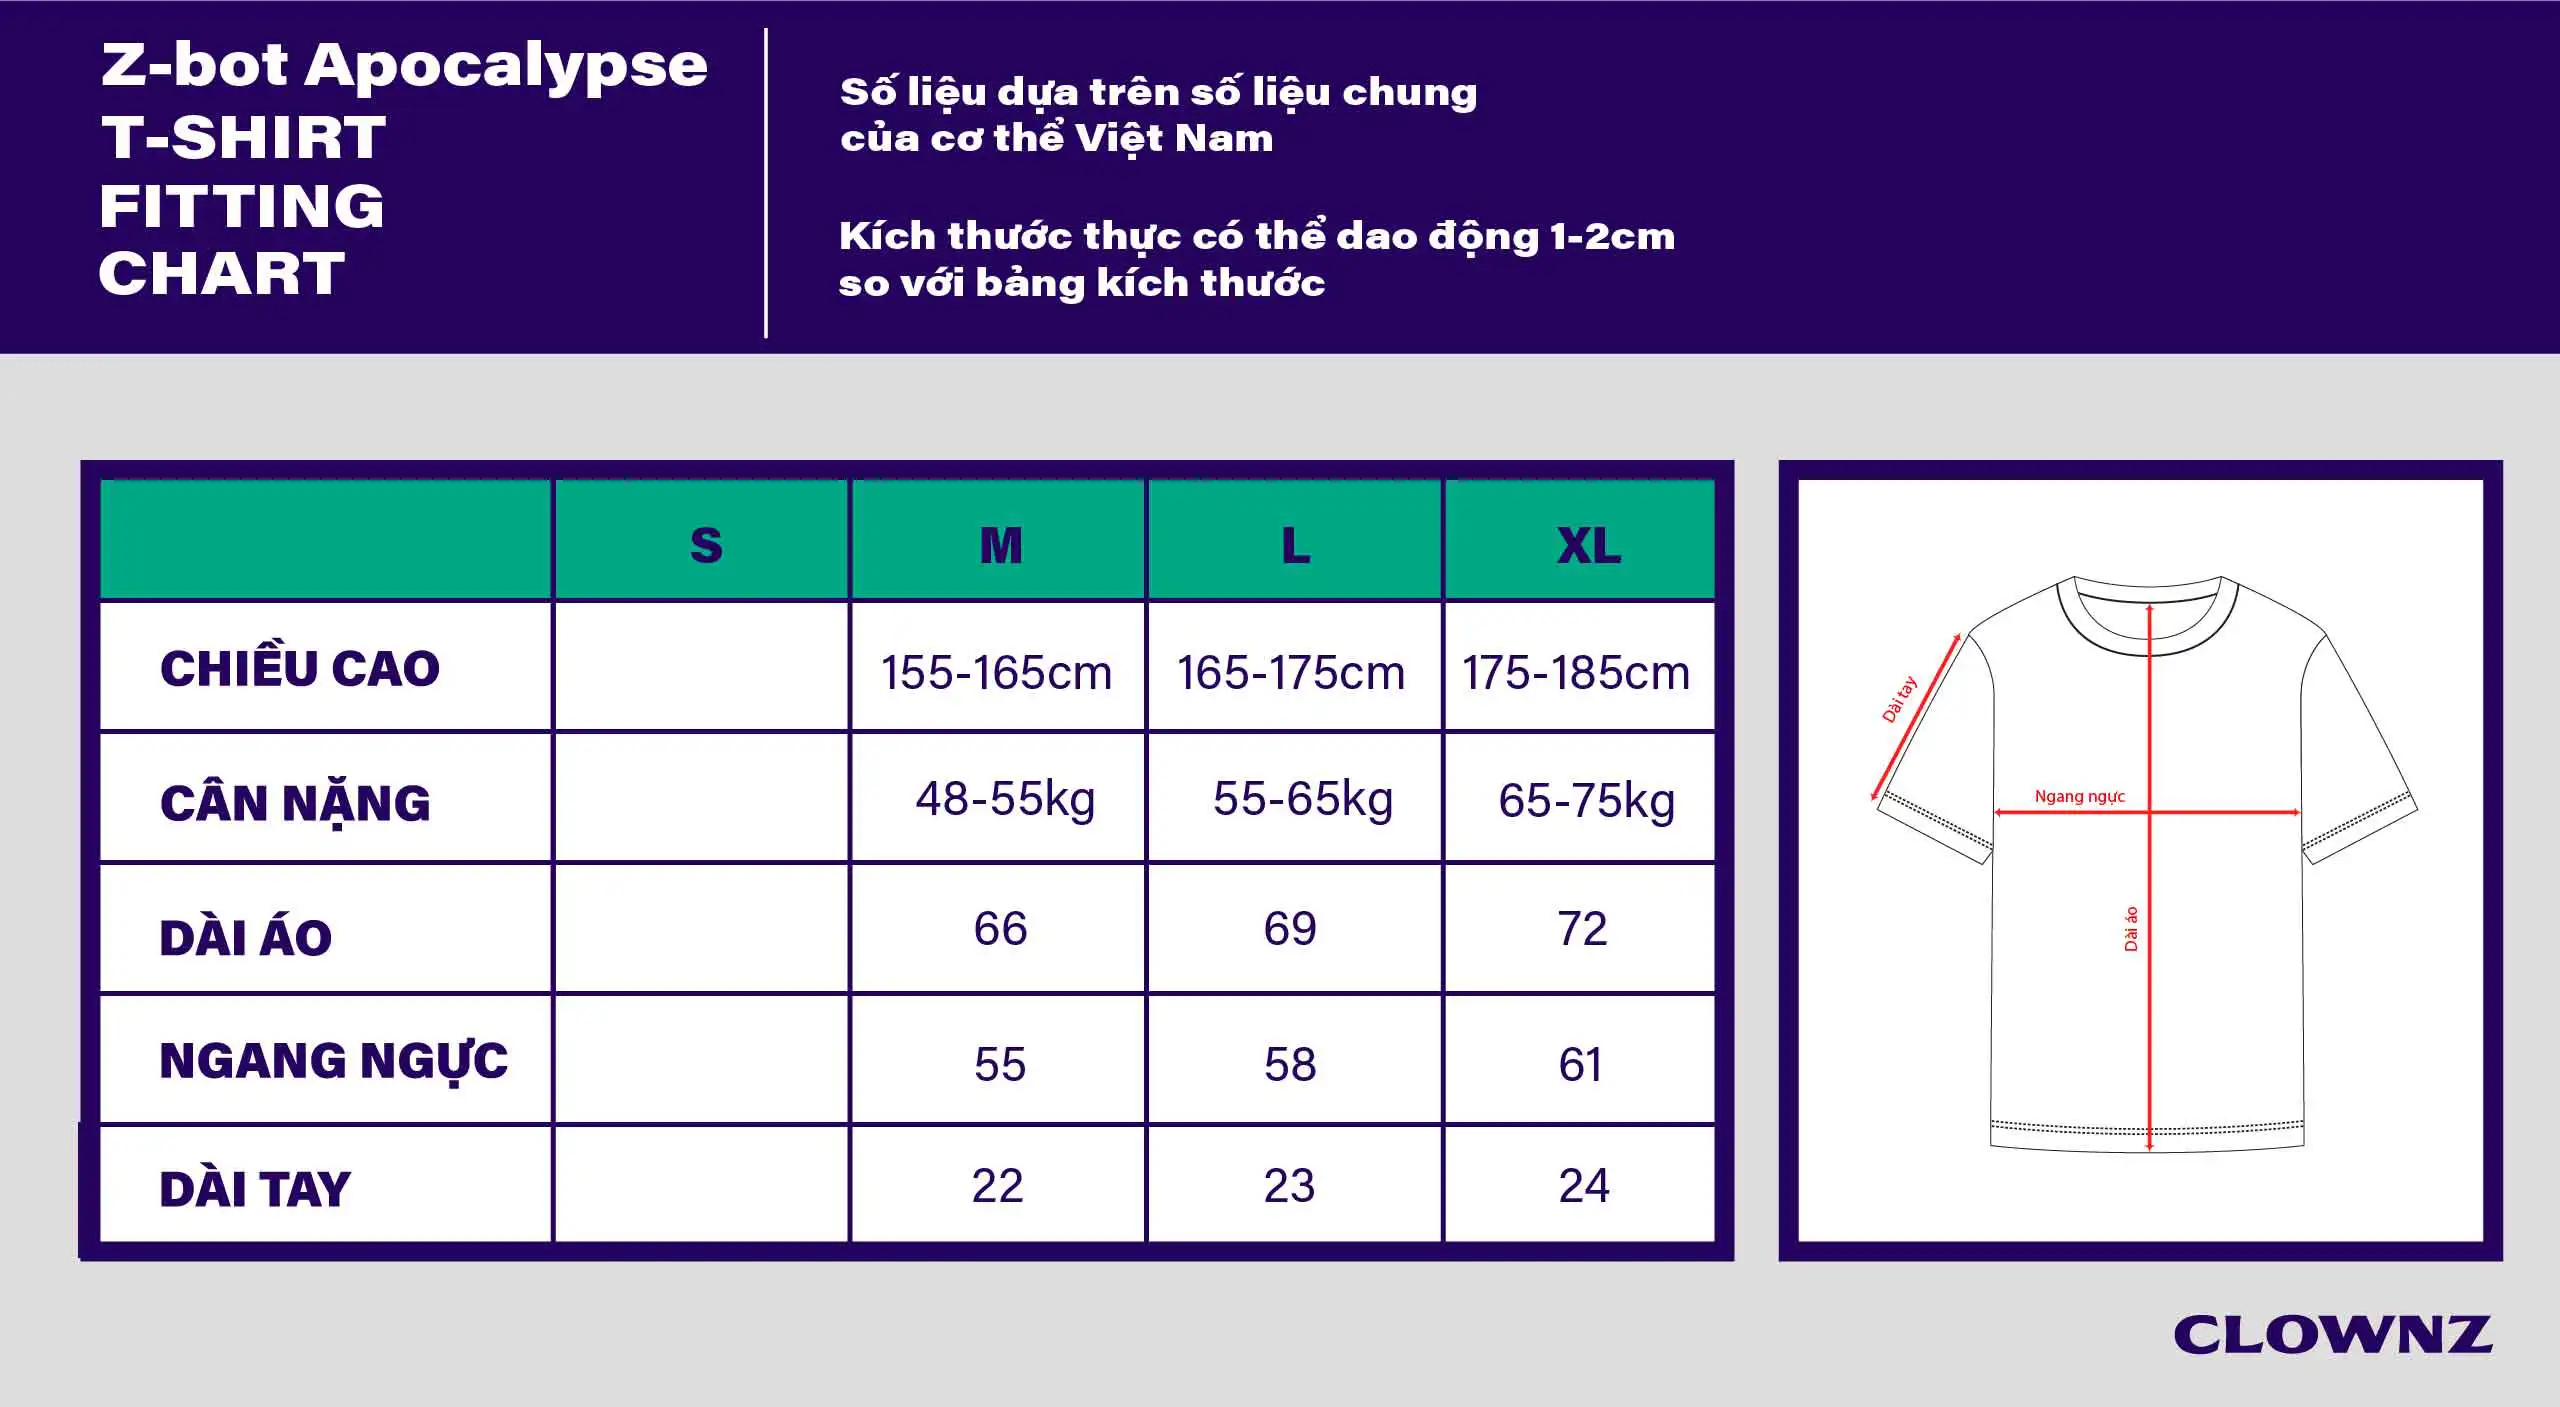 Z-bot Apocalypse
T-SHIRT
FITTING
CHART
Số liệu dựa trên số liệu chung
của cơ thể Việt Nam
Kích thước thực có thể dao động 1-2cm
so với bảng kích thước
S M L XL
CHIỀU CAO 155-165cm 165-175cm 175-185cm
CÂN NẶNG 48-55kg 55-65kg 65-75kg
DÀI ÁO 66 69 72
NGANG NGỰC 55 58 61
DÀI TAY 22 23 24
Dài tay
Ngang ngực
Dài áo
CLOWNZ